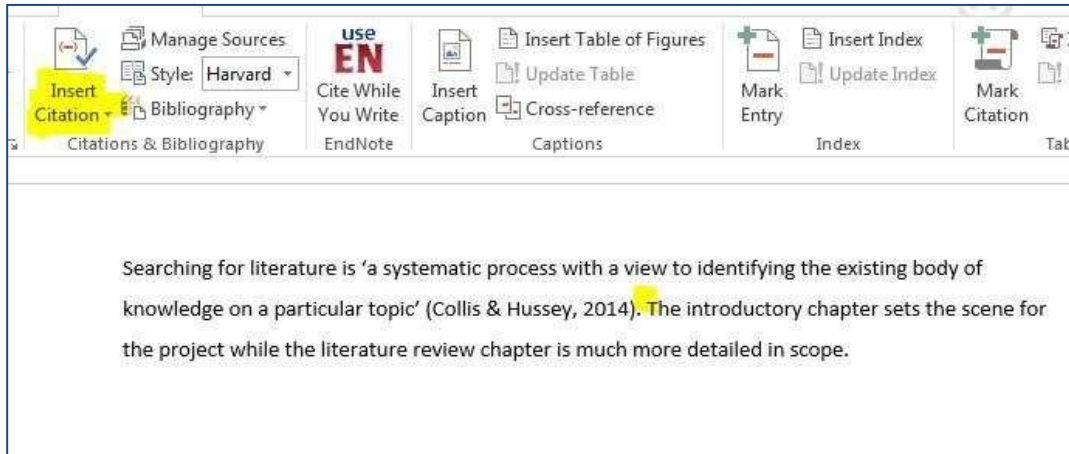 Insert
Citation
Manage Sources
Style: Harvard
Bibliography
Citations & Bibliography
use
EN
Cite While
You Write
EndNote
Insert
Caption
Insert Table of Figures
Update Table
Cross-reference
Captions
Mark
Entry
Insert Index
Update Index
Index
Mark
Citation
Tab
Searching for literature is ‘a systematic process with a view to identifying the existing body of
knowledge on a particular topic’ (Collis & Hussey, 2014). The introductory chapter sets the scene for
the project while the literature review chapter is much more detailed in scope.